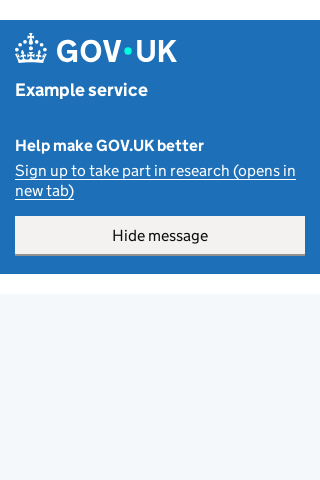 GOV•UK
Example service
Help make GOV.UK better
Sign up to take part in research (opens in
new tab)
Hide message